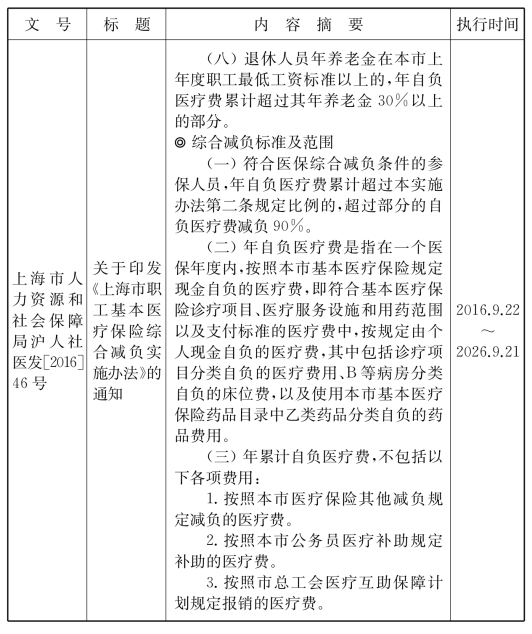 文 号
标 题
内 容 摘 要
执行时间
上海市人
力资源和
社会保障
局沪人社
医发[2016]
46号
关于印发
《上海市职
工基本医
疗保险综
合减负实
施办法》的
通知
（八）退休人员年养老金在本市上
年度职工最低工资标准以上的,年自负
医疗费累计超过其年养老金30%以上
的部分。
◎ 综合减负标准及范围
（一）符合医保综合减负条件的参
保人员,年自负医疗费累计超过本实施
办法第二条规定比例的,超过部分的自
负医疗费减负90%。
（二）年自负医疗费是指在一个医
保年度内,按照本市基本医疗保险规定
现金自负的医疗费,即符合基本医疗保
险诊疗项目、医疗服务设施和用药范围
以及支付标准的医疗费中,按规定由个
人现金自负的医疗费,其中包括诊疗项
目分类自负的医疗费用、B等病房分类
自负的床位费,以及使用本市基本医疗
保险药品目录中乙类药品分类自负的药
品费用。
（三）年累计自负医疗费,不包括以
下各项费用:
1. 按照本市医疗保险其他减负规
定减负的医疗费。
2. 按照本市公务员医疗补助规定
补助的医疗费。
3. 按照市总工会医疗互助保障计
划规定报销的医疗费。
2016.9.22
～
2026.9.21